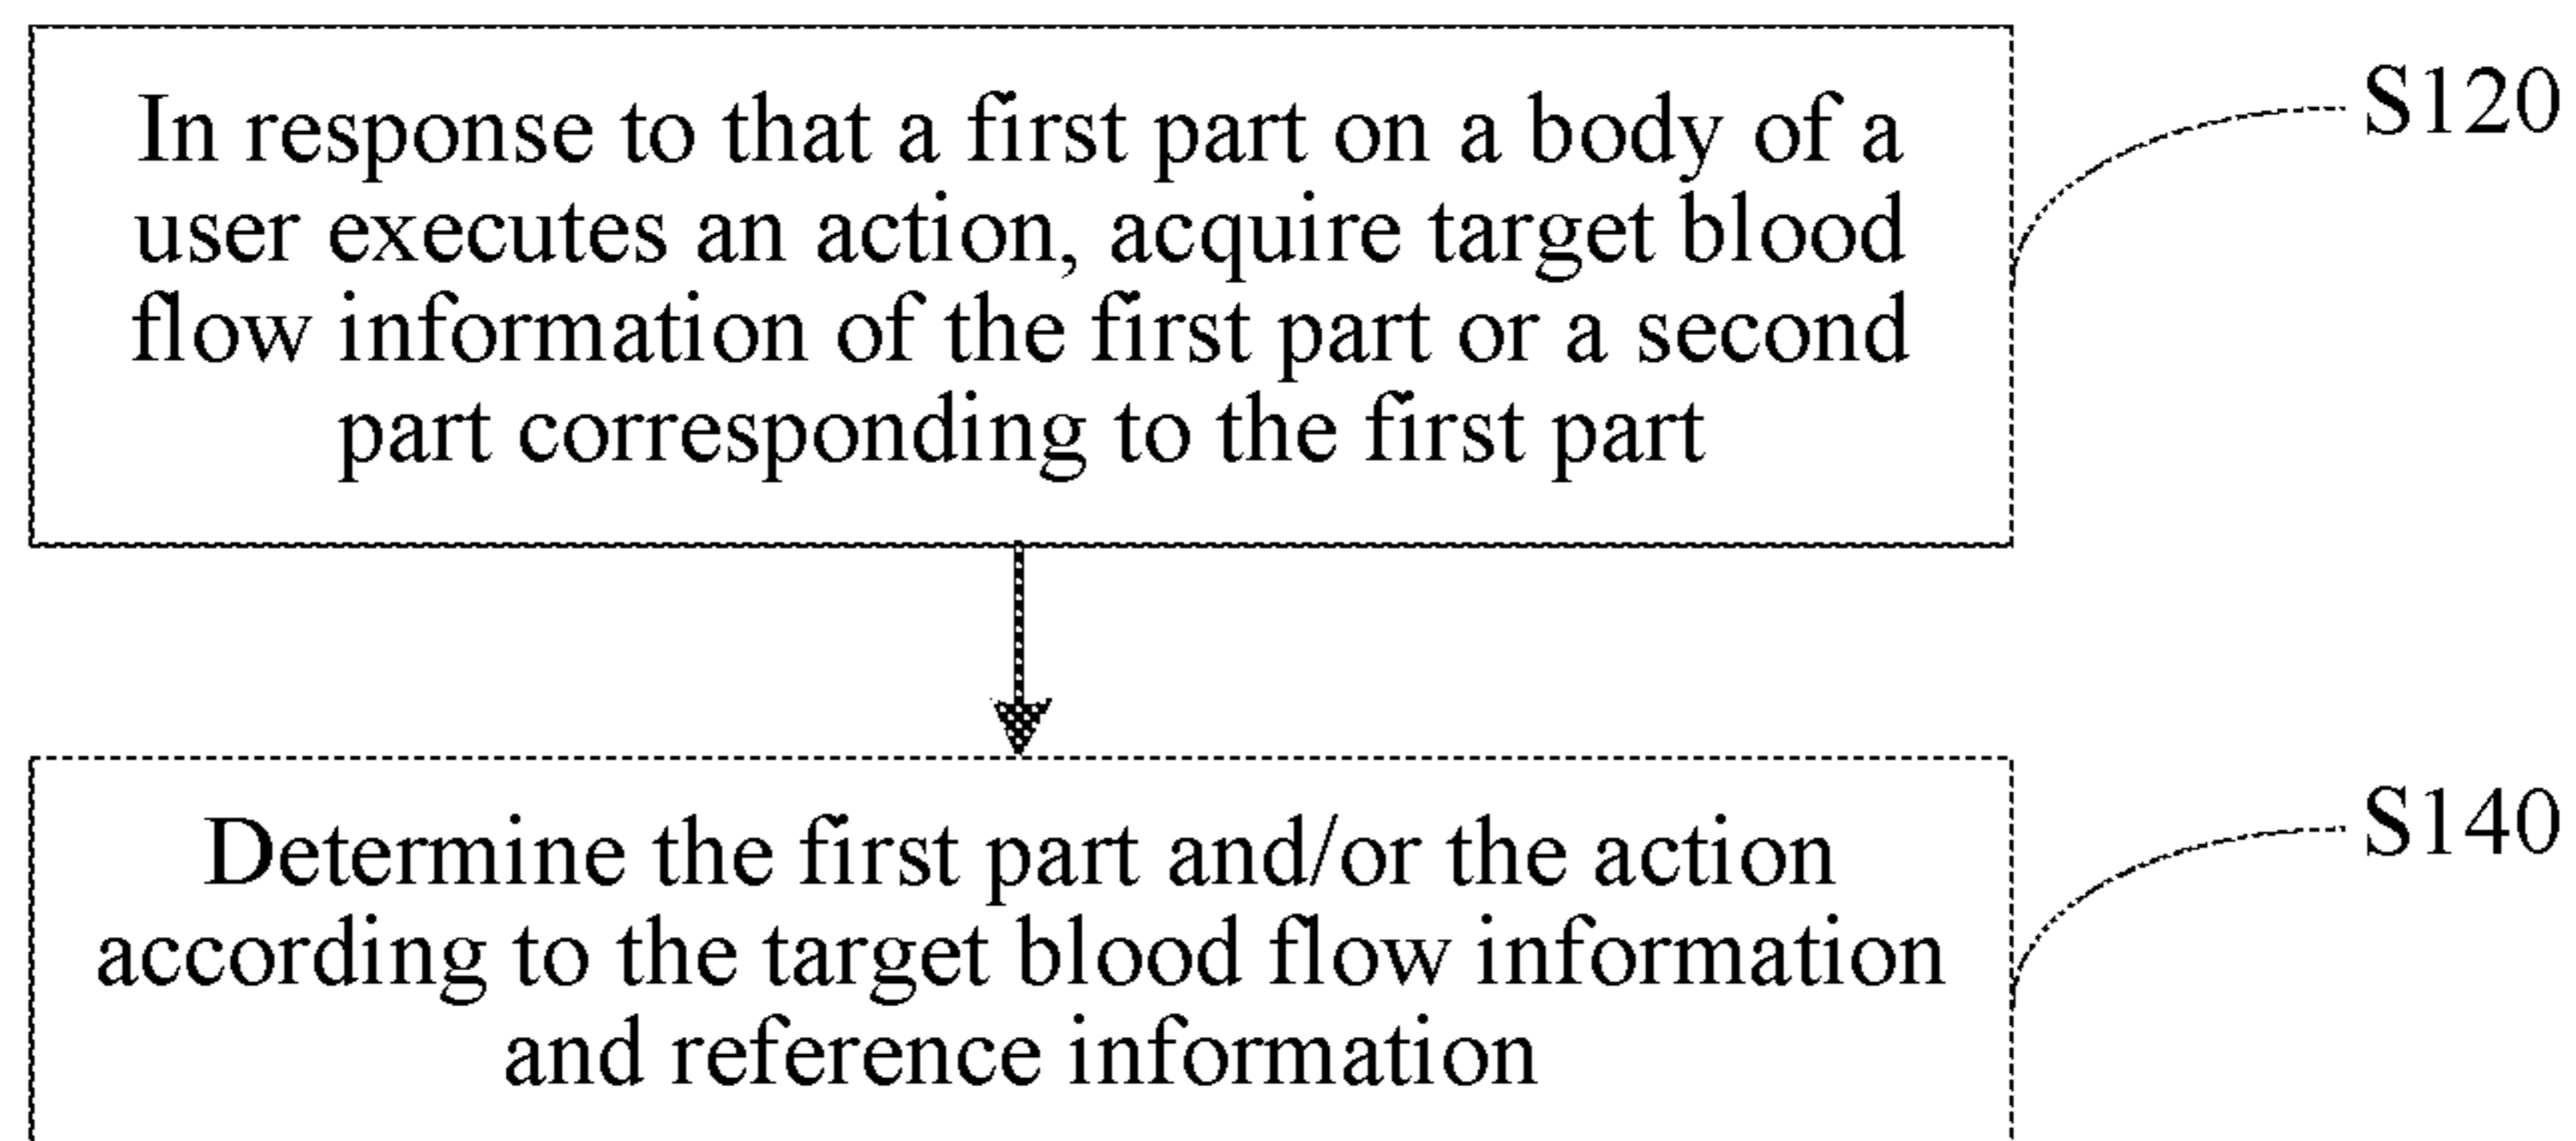 In response to that a first part on a body of a
user executes an action, acquire target blood
flow information of the first part or a second
part corresponding to the first part
S120
Determine the first part and/or the action
according to the target blood flow information
and reference information
S140